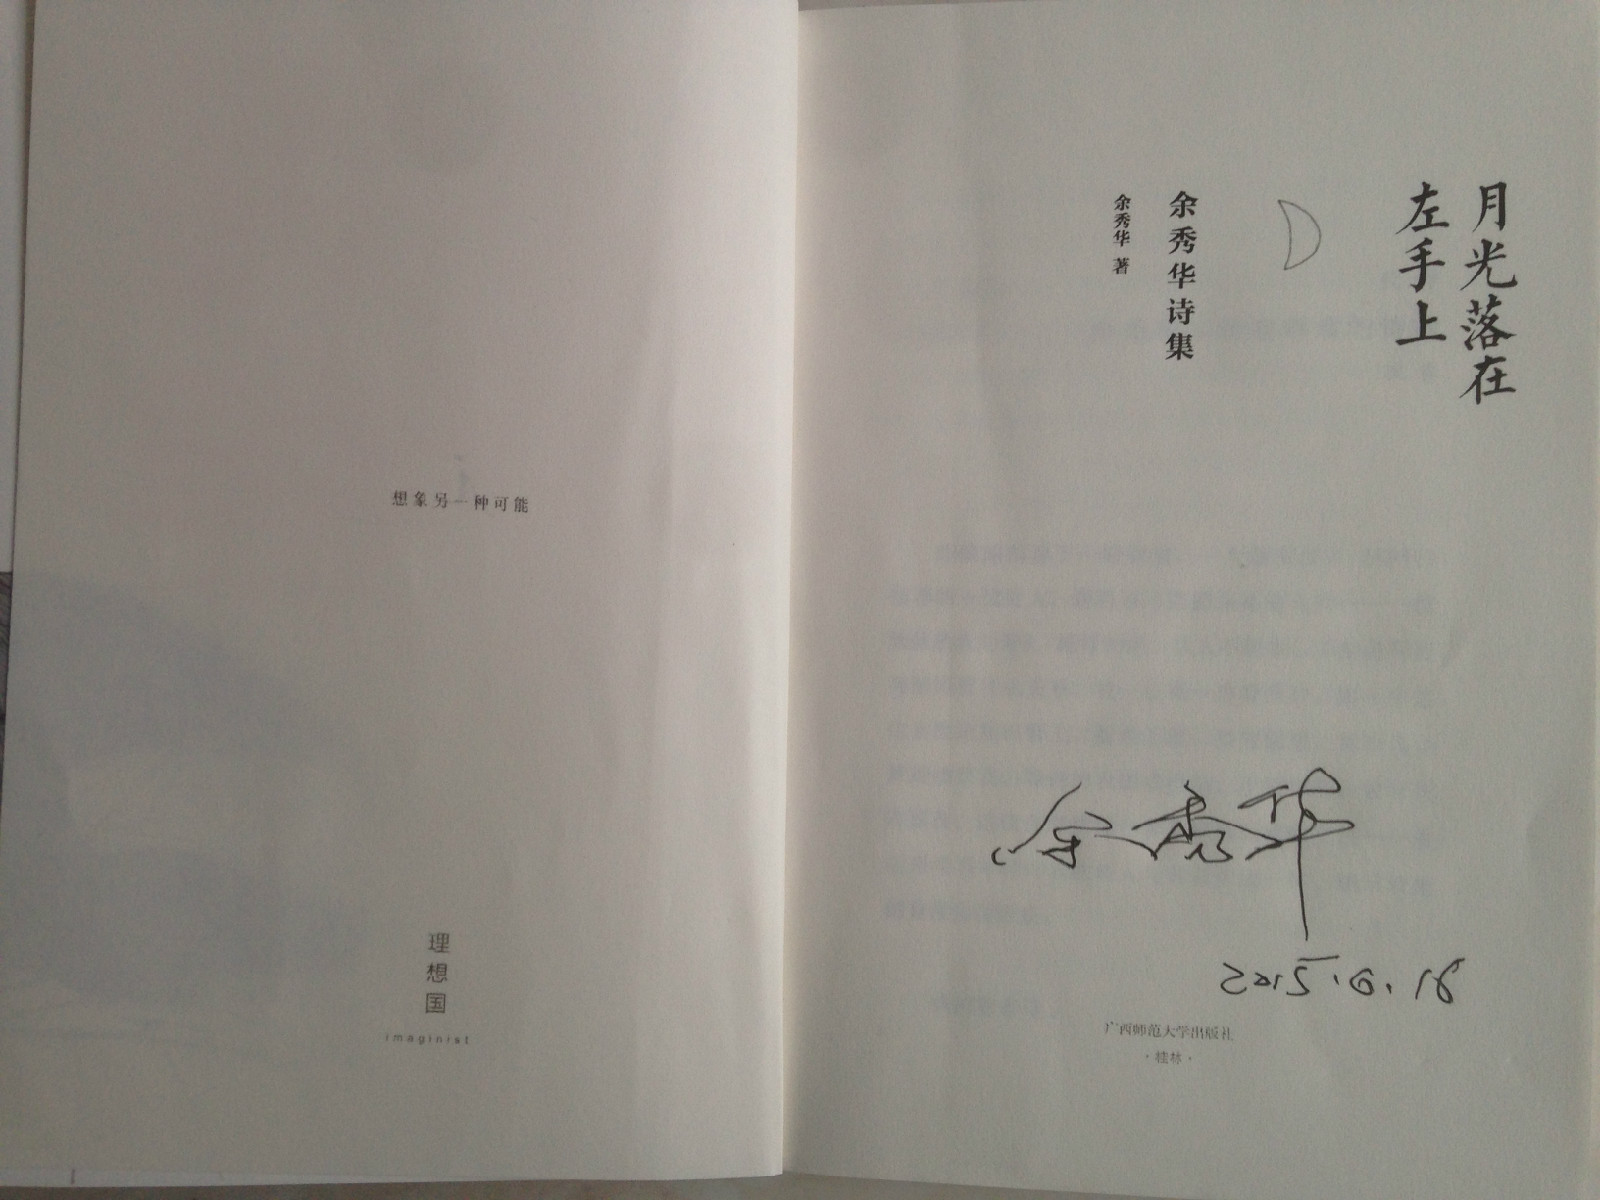 想象另一种可能
理想国
imaginist
月光落在
左手上
余秀华诗集
余秀华 著
余秀华
2015.10.18
广西师范大学出版社
·桂林·